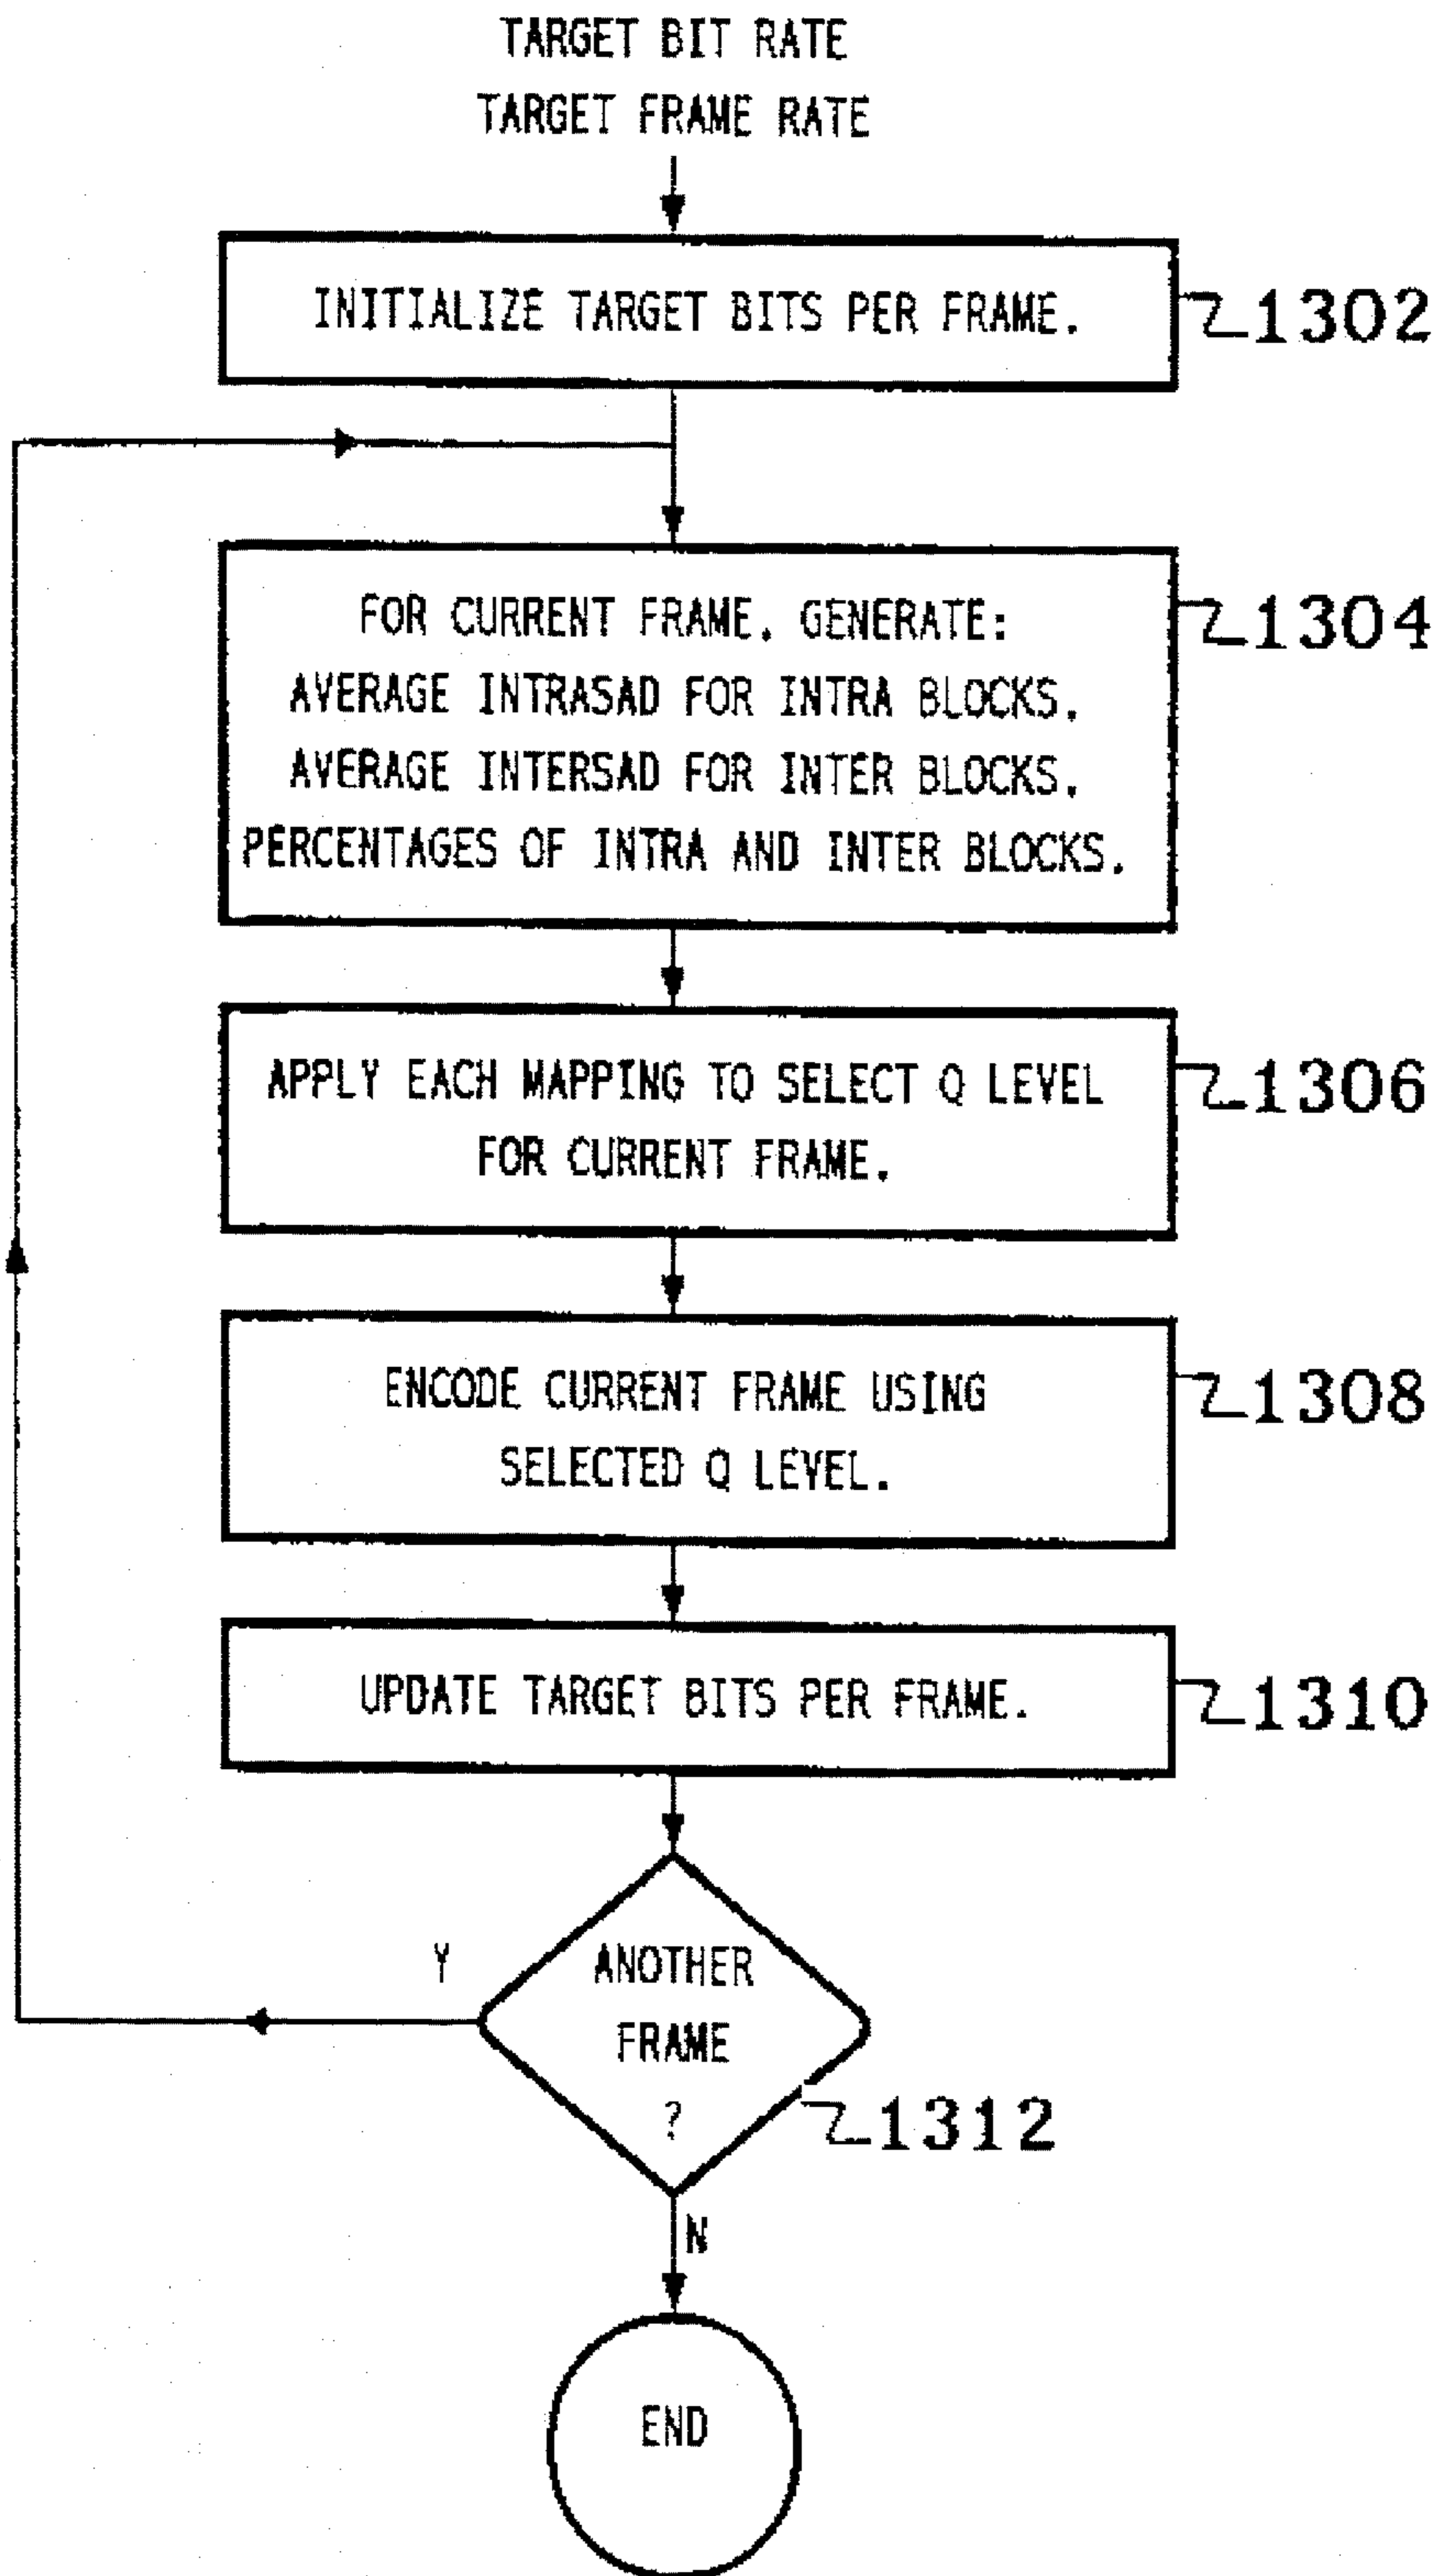 TARGET BIT RATE
TARGET FRAME RATE
INITIALIZE TARGET BITS PER FRAME.
1302
FOR CURRENT FRAME. GENERATE:
AVERAGE INTRASAD FOR INTRA BLOCKS.
AVERAGE INTERSAD FOR INTER BLOCKS.
PERCENTAGES OF INTRA AND INTER BLOCKS.
1304
APPLY EACH MAPPING TO SELECT Q LEVEL
FOR CURRENT FRAME.
1306
ENCODE CURRENT FRAME USING
SELECTED Q LEVEL.
1308
UPDATE TARGET BITS PER FRAME.
1310
Y
ANOTHER
FRAME
?
1312
N
END